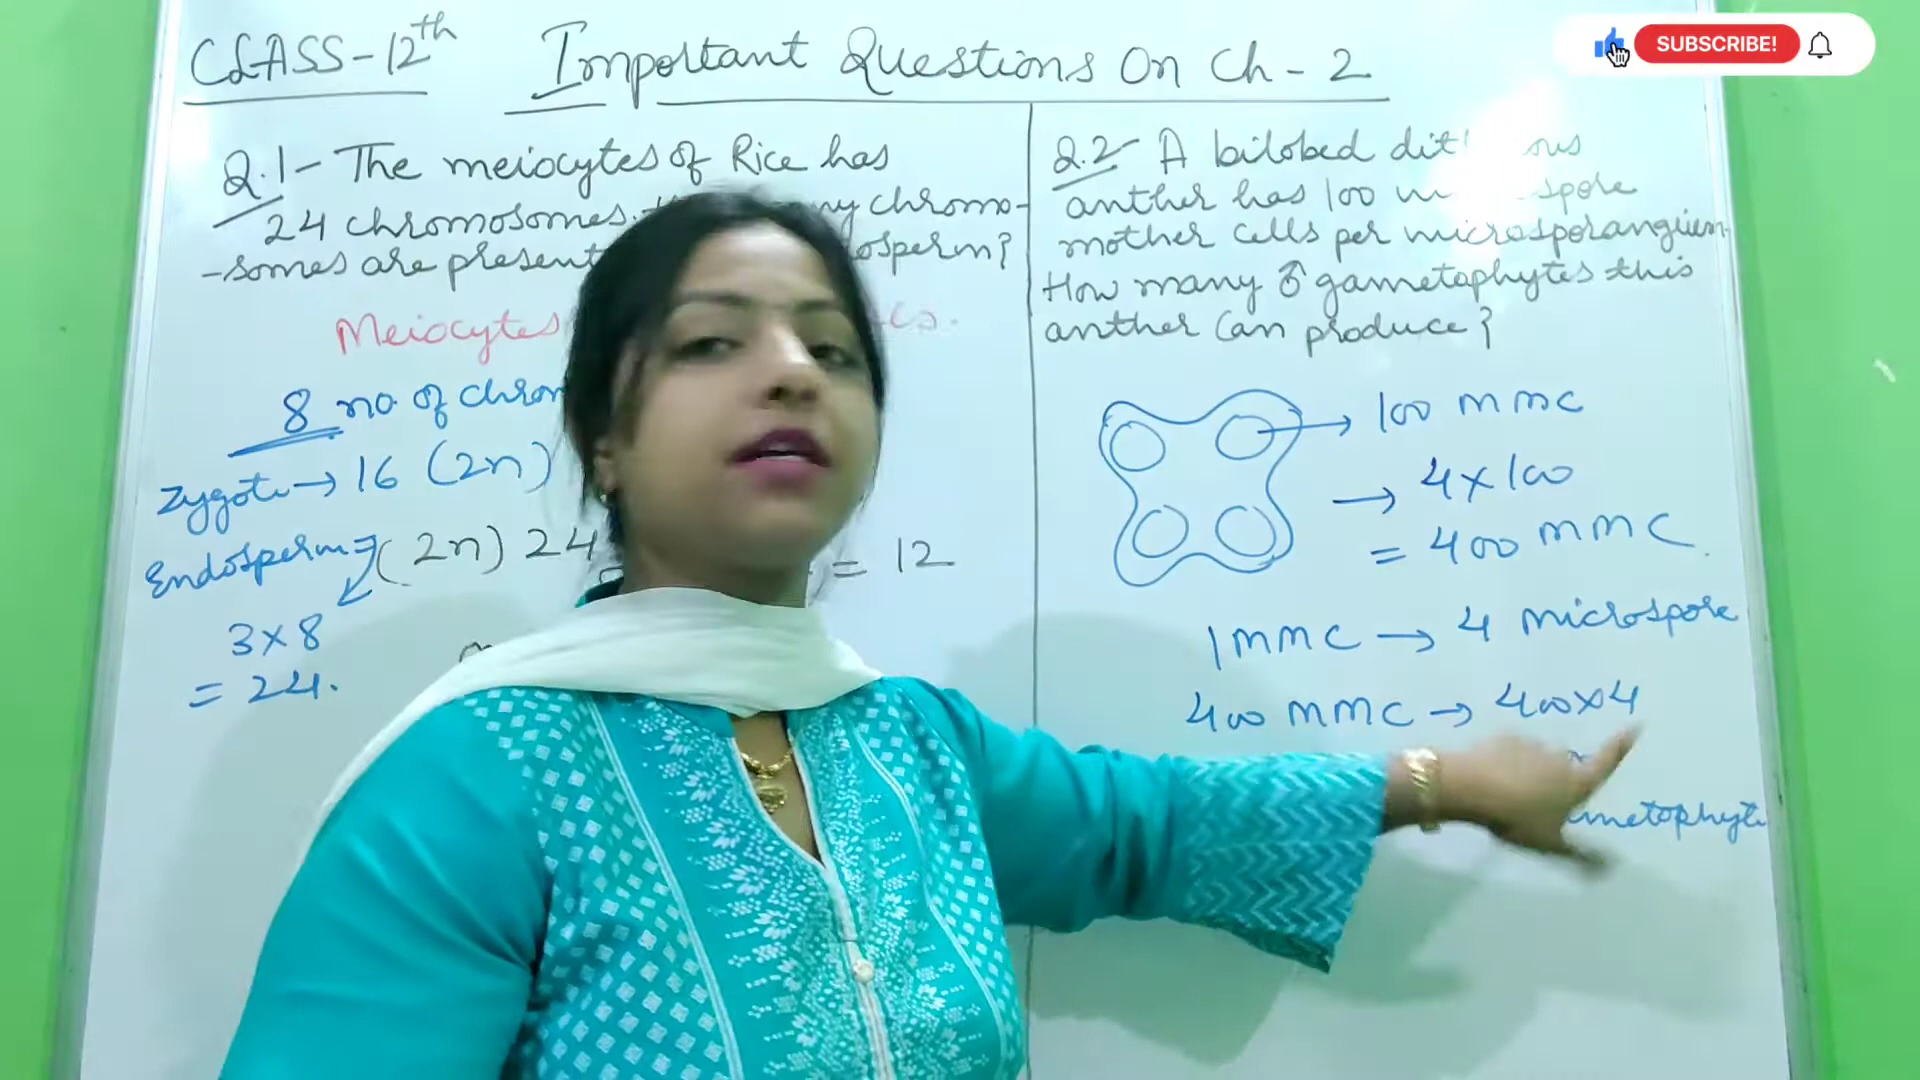 CLASS-12th
Important Questions On Ch-2
SUBSCRIBE!
Q.1- The meiocytes of Rice has
24 chromosomes. chromo-
-somes are present
Meiocytes
8 no. of chrom
Zygote → 16 (2n)
Endosperm ⇒ (2n) 24 = 12
3×8
= 24.
Q.2- A bilobed
anther has 100
mother cells per microsporangium.
How many ♂ gametophytes this
anther can produce?
→ 100 MMC
→ 4×100
= 400 MMC.
1 MMC → 4 microspore
400 MMC → 400×4